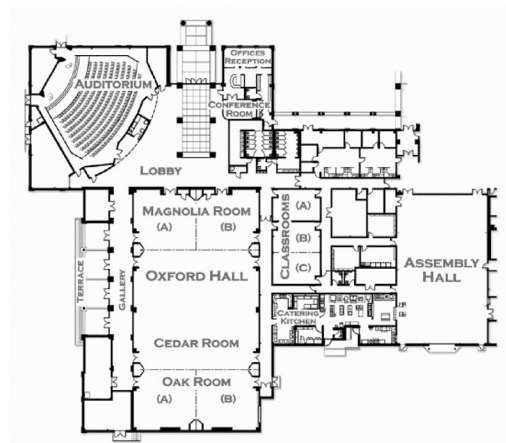 OFFICES
RECEPTION
AUDITORIUM
CONFERENCE
ROOM
LOBBY
MAGNOLIA ROOM
(A) (B)
CLASSROOMS
(A)
(B)
(C)
OXFORD HALL
ASSEMBLY
HALL
TERRACE
GALLERY
CATERING
KITCHEN
CEDAR ROOM
OAK ROOM
(A) (B)